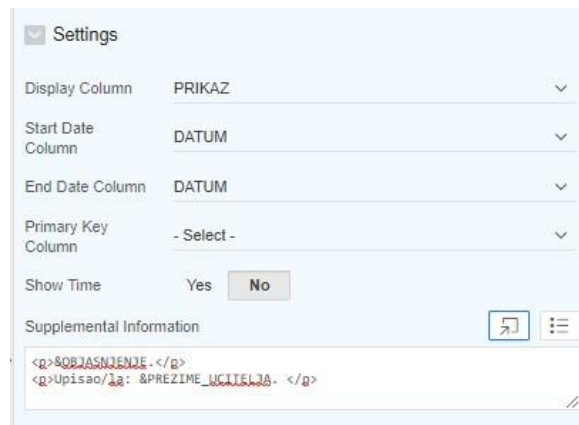 Settings
Display Column PRIKAZ
Start Date
Column DATUM
End Date Column DATUM
Primary Key
Column - Select -
Show Time Yes No
Supplemental Information
<p>&OBJASNJENJE.</p>
<p>Upisao/la: &PREZIME_UCITELJA. </p>